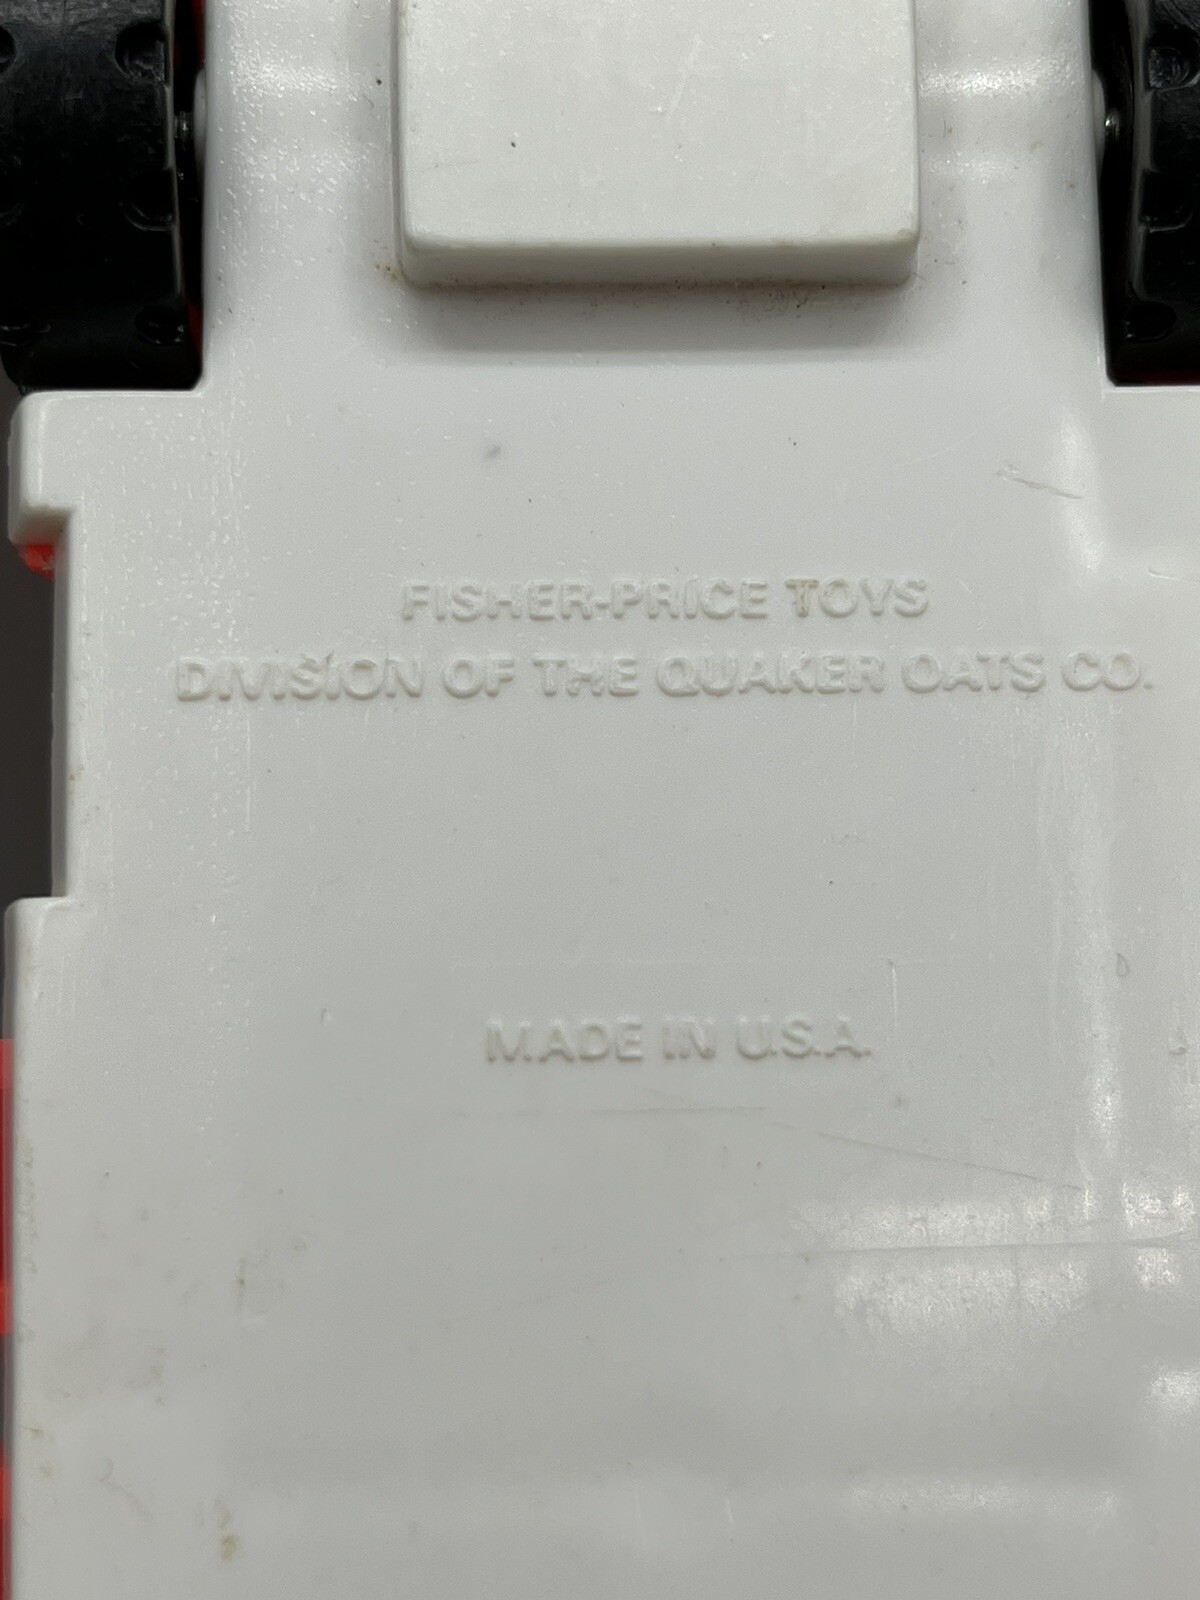 FISHER-PRICE TOYS
DIVISION OF THE QUAKER OATS CO.
MADE IN U.S.A.